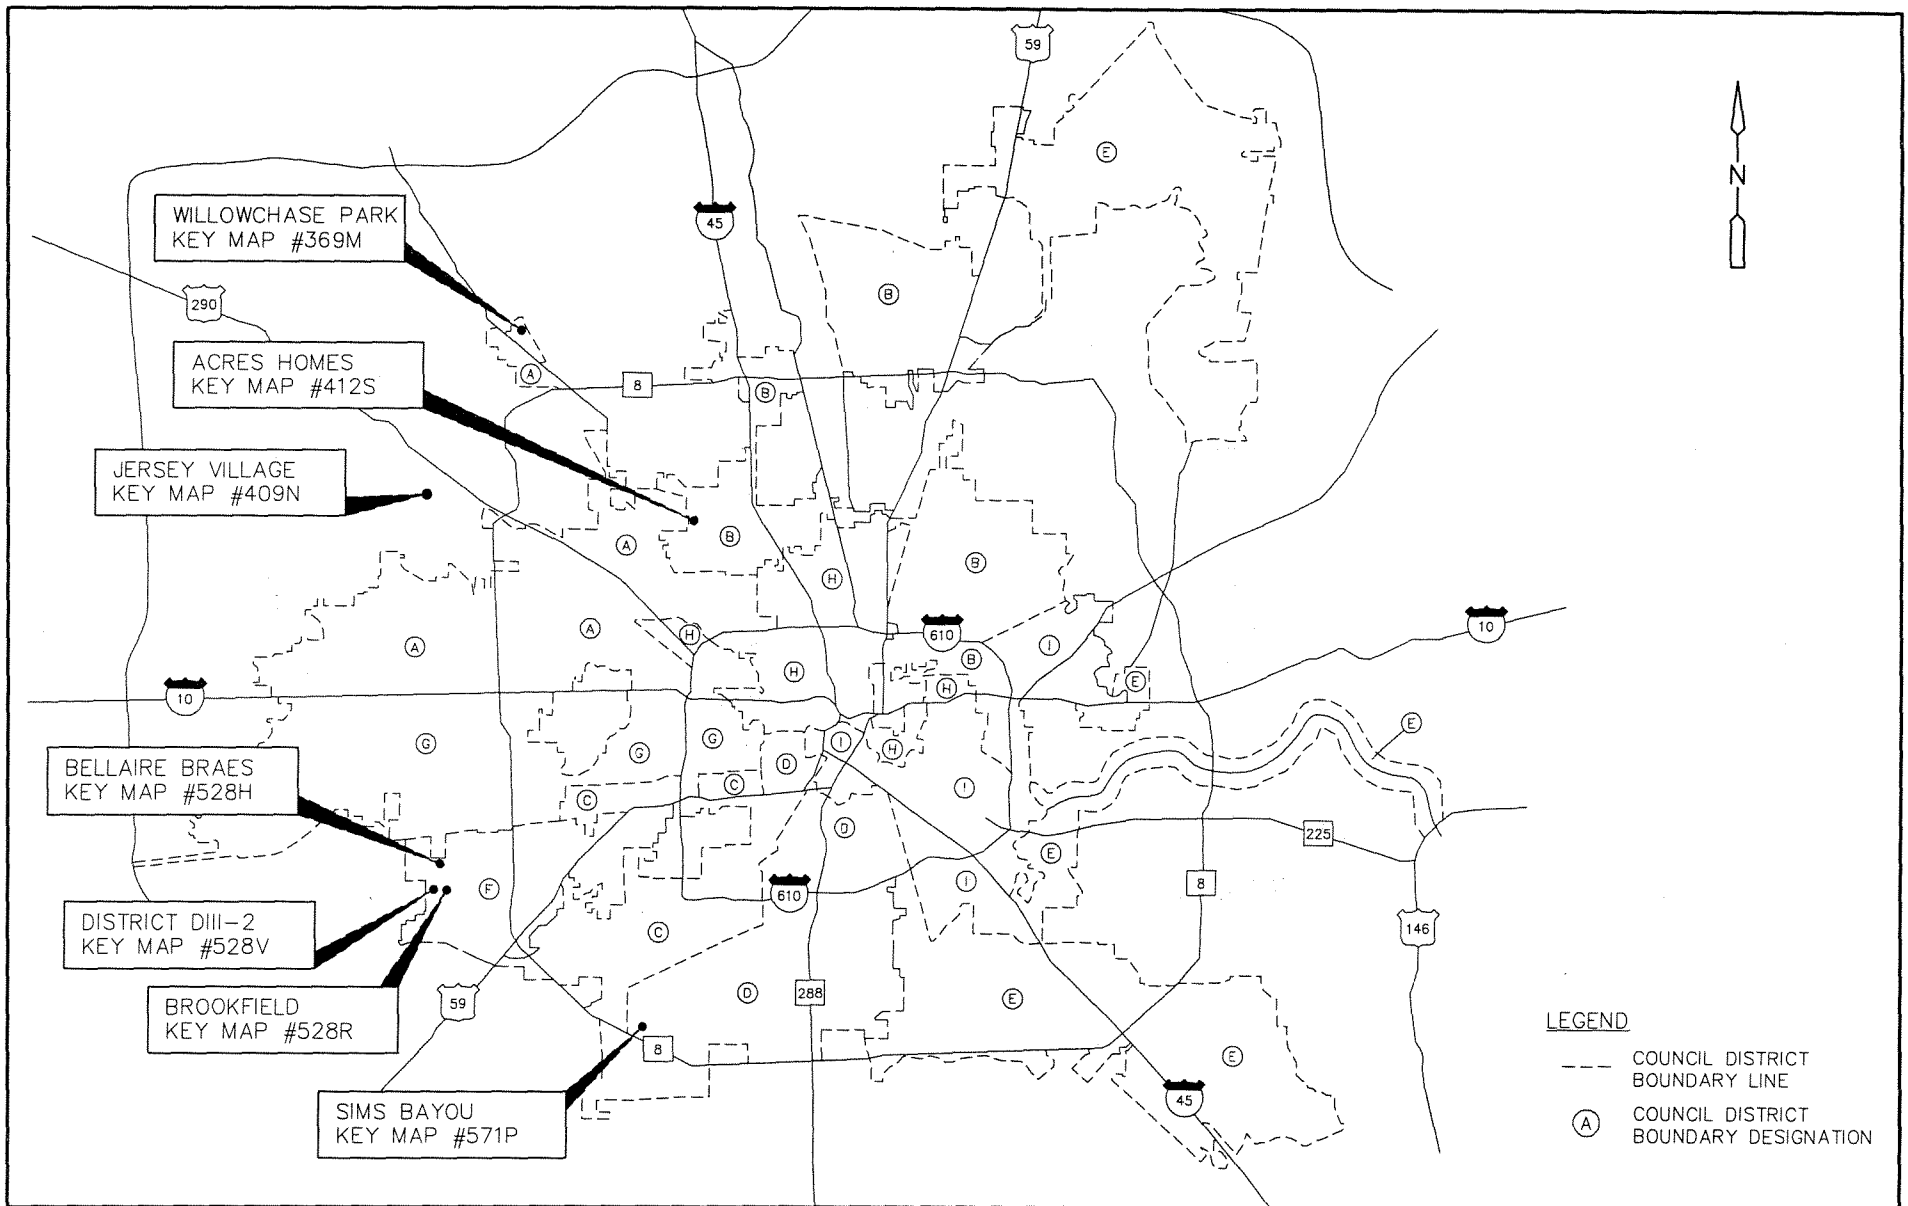 59
E
N
WILLOWCHASE PARK
KEY MAP #369M
45
290
B
ACRES HOMES
KEY MAP #412S
A
8
B
JERSEY VILLAGE
KEY MAP #409N
A
B
B
H
A
H
610
10
A
I
B
H
E
H
10
G
G
G
I
H
E
D
BELLAIRE BRAES
KEY MAP #528H
C
C
I
D
225
E
F
610
I
8
DISTRICT DIII-2
KEY MAP #528V
C
146
BROOKFIELD
KEY MAP #528R
59
D
288
E
8
E
SIMS BAYOU
KEY MAP #571P
45
LEGEND
COUNCIL DISTRICT
BOUNDARY LINE
A
COUNCIL DISTRICT
BOUNDARY DESIGNATION